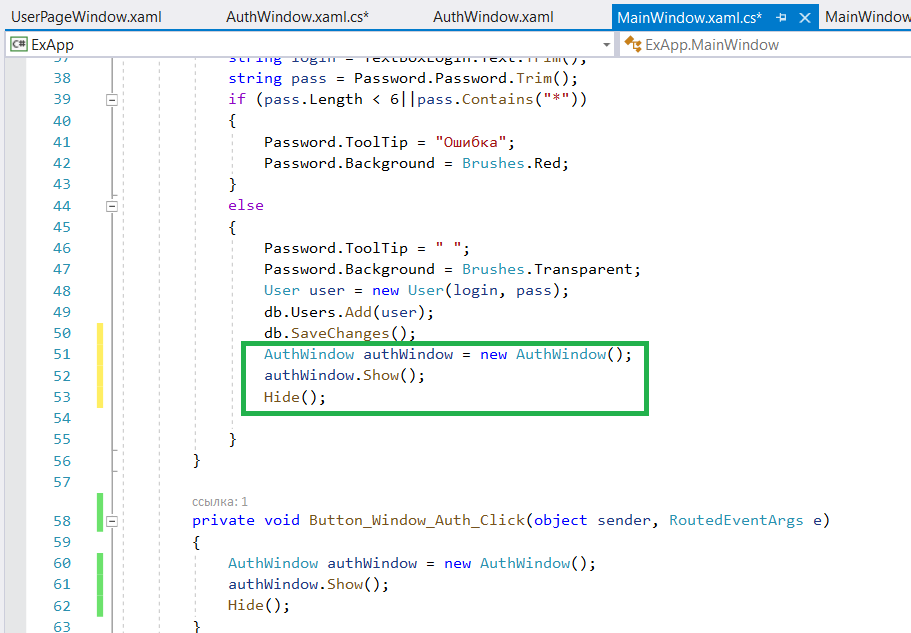 UserPageWindow.xaml AuthWindow.xaml.cs* AuthWindow.xaml MainWindow.xaml.cs* MainWindow
C# ExApp ExApp.MainWindow
37 string login = TextBoxLogin.Text.Trim();
38 string pass = Password.Password.Trim();
39 if (pass.Length < 6||pass.Contains("*"))
40 {
41 Password.ToolTip = "Ошибка";
42 Password.Background = Brushes.Red;
43 }
44 else
45 {
46 Password.ToolTip = " ";
47 Password.Background = Brushes.Transparent;
48 User user = new User(login, pass);
49 db.Users.Add(user);
50 db.SaveChanges();
51 AuthWindow authWindow = new AuthWindow();
52 authWindow.Show();
53 Hide();
54
55 }
56 }
57
ссылка: 1
58 private void Button_Window_Auth_Click(object sender, RoutedEventArgs e)
59 {
60 AuthWindow authWindow = new AuthWindow();
61 authWindow.Show();
62 Hide();
63 }